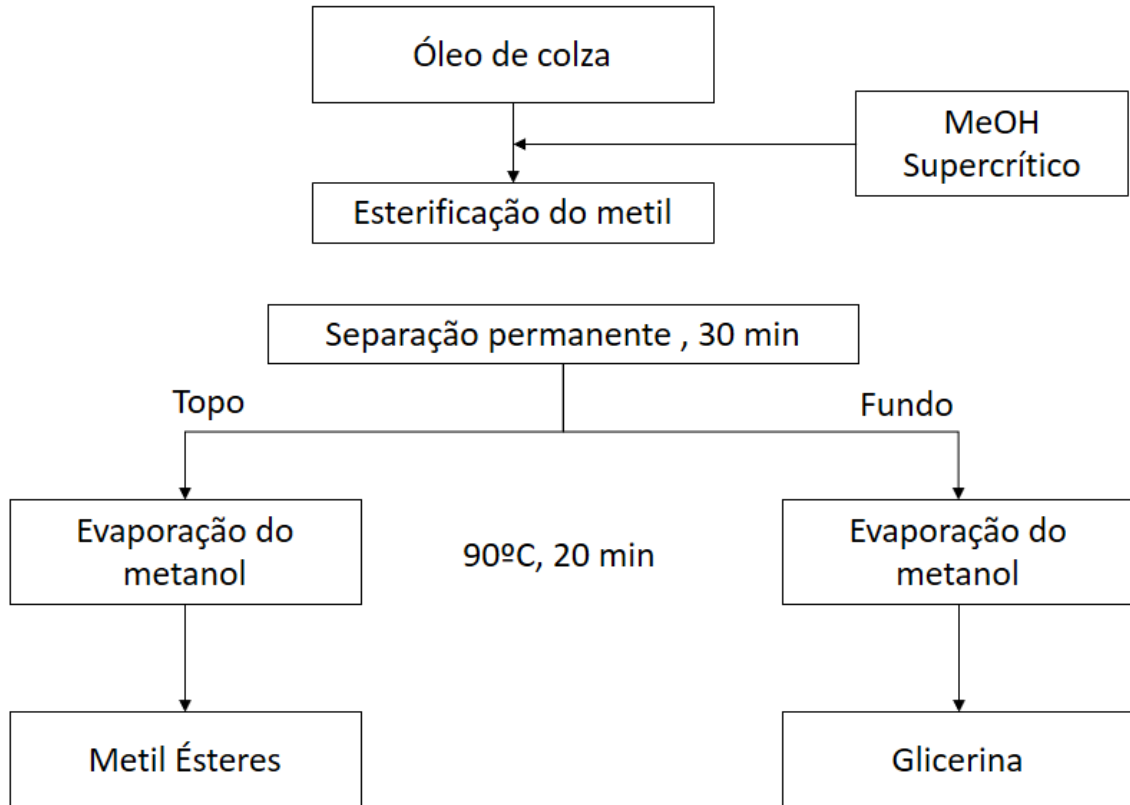 Óleo de colza
MeOH
Supercrítico
Esterificação do metil
Separação permanente , 30 min
Topo
Fundo
Evaporação do
metanol
90ºC, 20 min
Evaporação do
metanol
Metil Ésteres
Glicerina